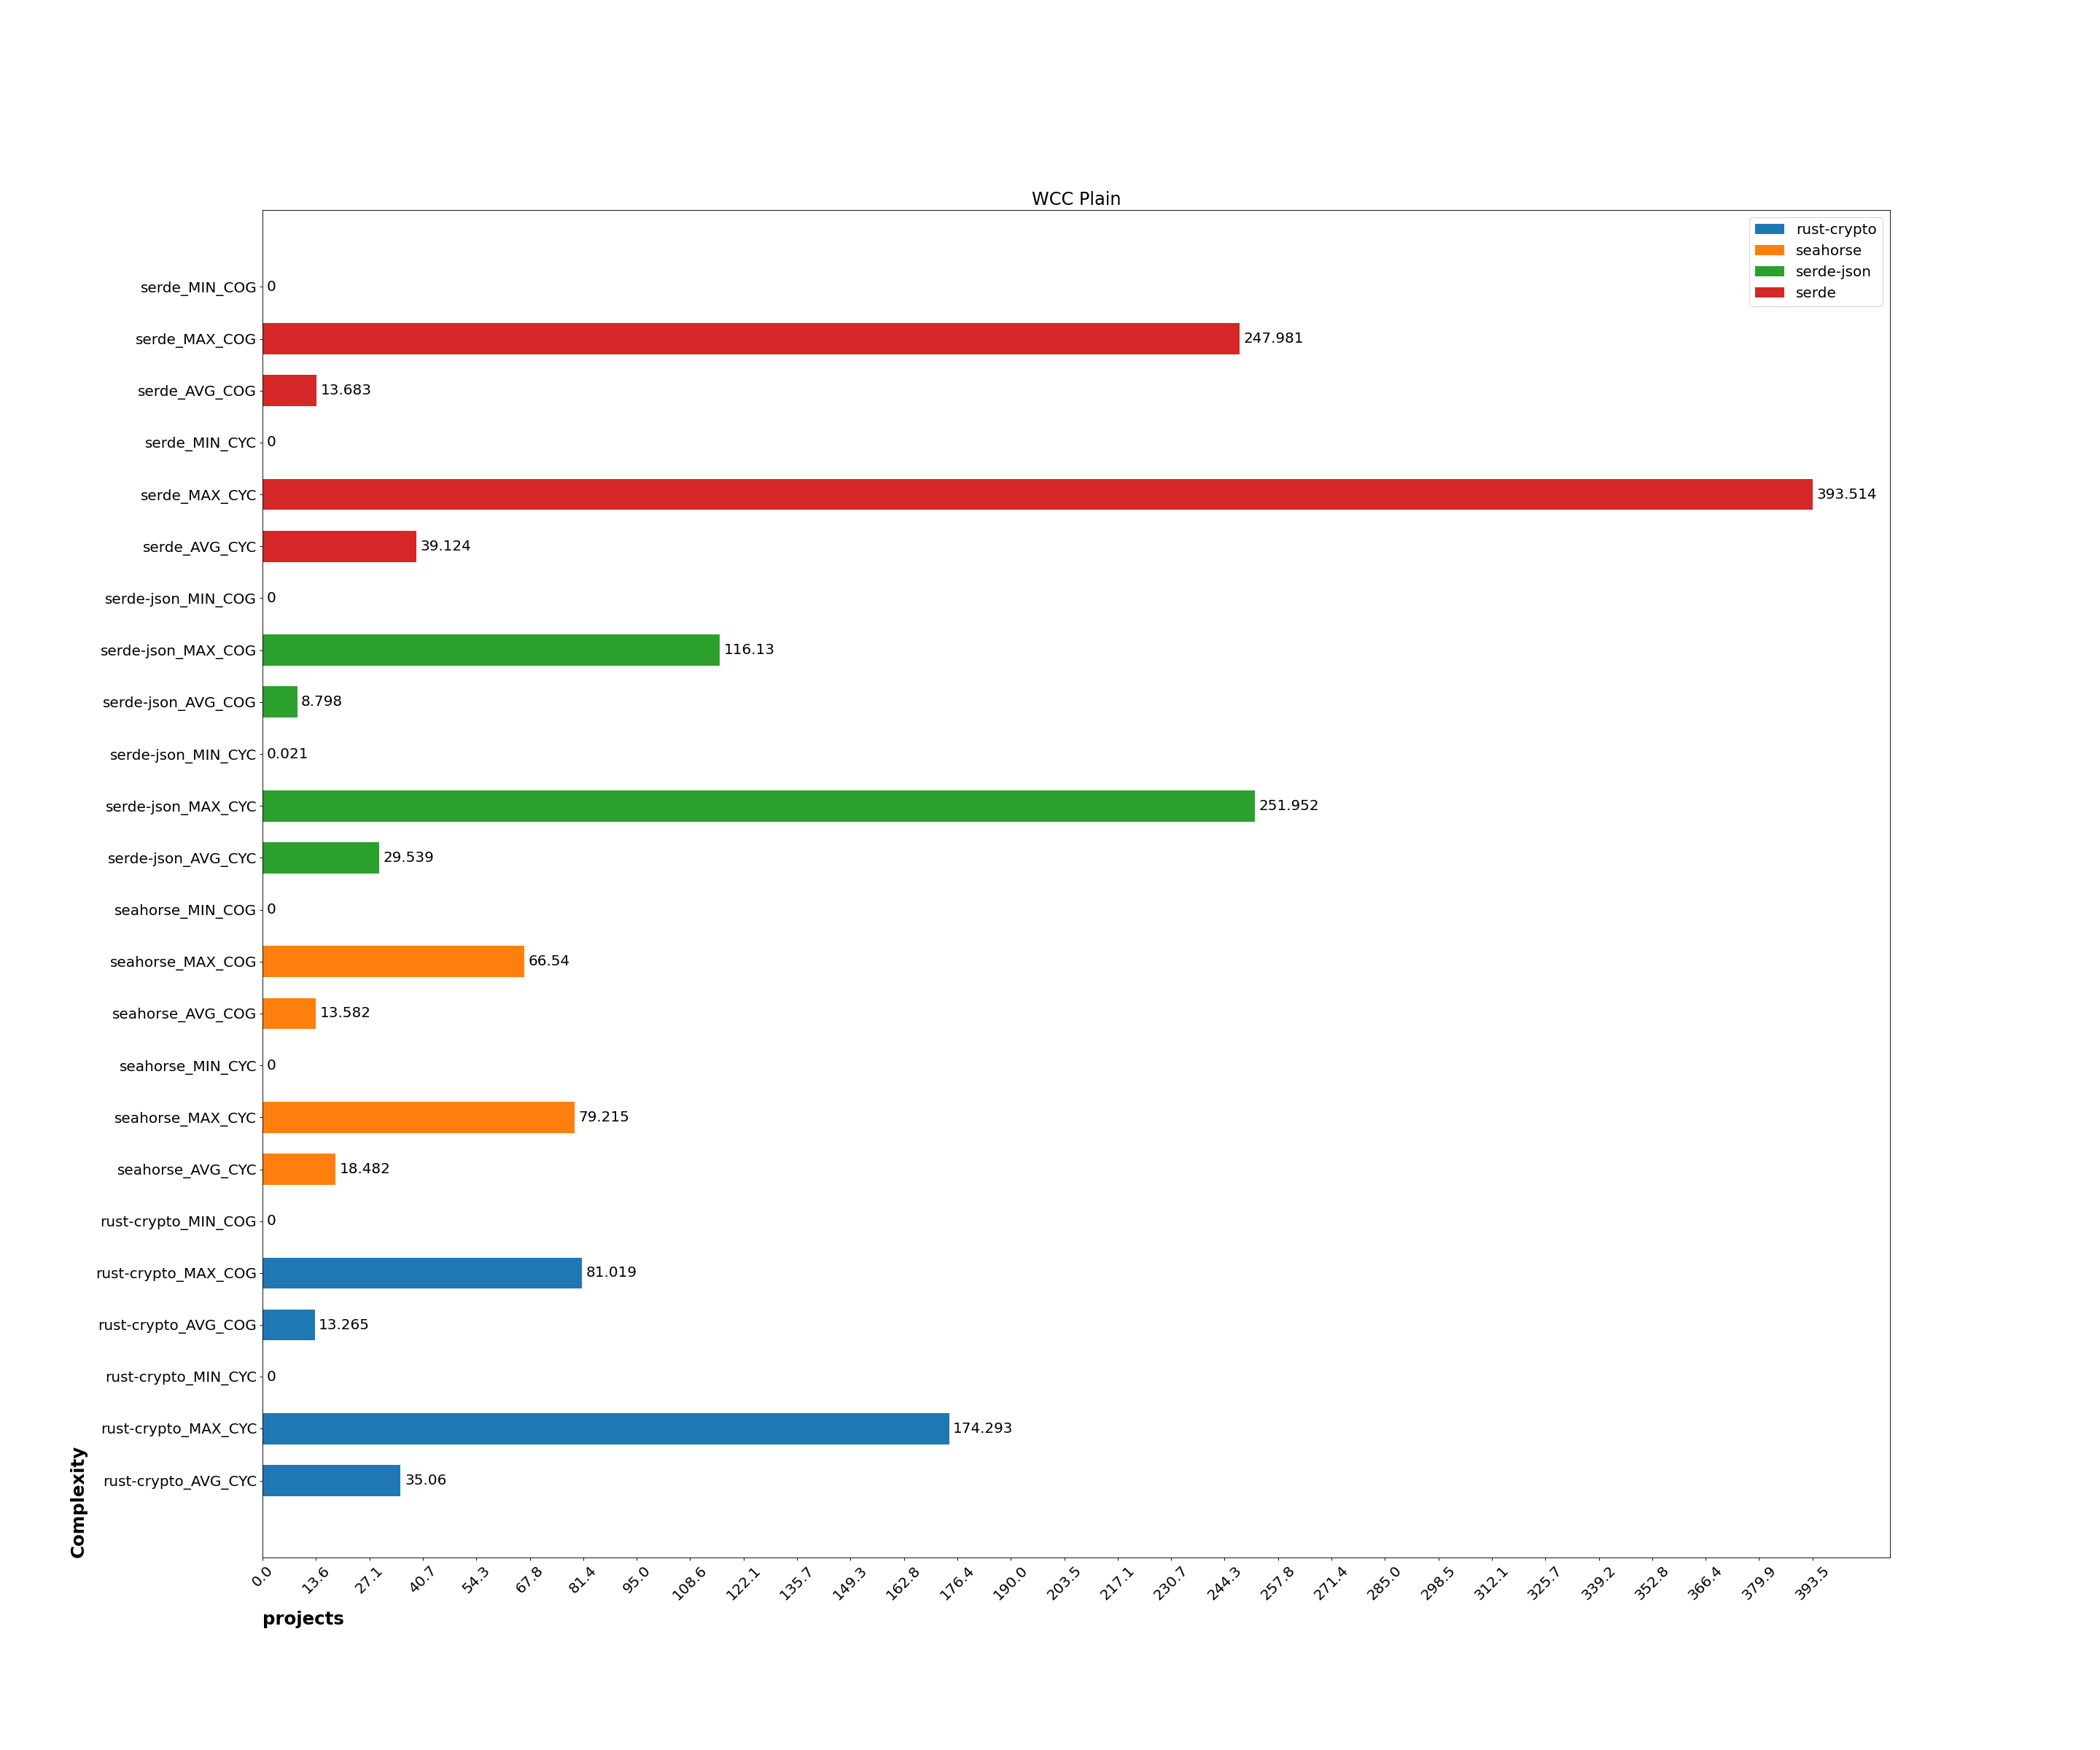 WCC Plain
rust-crypto
seahorse
serde-json
serde
serde_MIN_COG 0
serde_MAX_COG 247.981
serde_AVG_COG 13.683
serde_MIN_CYC 0
serde_MAX_CYC 393.514
serde_AVG_CYC 39.124
serde-json_MIN_COG 0
serde-json_MAX_COG 116.13
serde-json_AVG_COG 8.798
serde-json_MIN_CYC 0.021
serde-json_MAX_CYC 251.952
serde-json_AVG_CYC 29.539
seahorse_MIN_COG 0
seahorse_MAX_COG 66.54
seahorse_AVG_COG 13.582
seahorse_MIN_CYC 0
seahorse_MAX_CYC 79.215
seahorse_AVG_CYC 18.482
rust-crypto_MIN_COG 0
rust-crypto_MAX_COG 81.019
rust-crypto_AVG_COG 13.265
rust-crypto_MIN_CYC 0
rust-crypto_MAX_CYC 174.293
rust-crypto_AVG_CYC 35.06
Complexity
0.0 13.6 27.1 40.7 54.3 67.8 81.4 95.0 108.6 122.1 135.7 149.3 162.8 176.4 190.0 203.5 217.1 230.7 244.3 257.8 271.4 285.0 298.5 312.1 325.7 339.2 352.8 366.4 379.9 393.5
projects